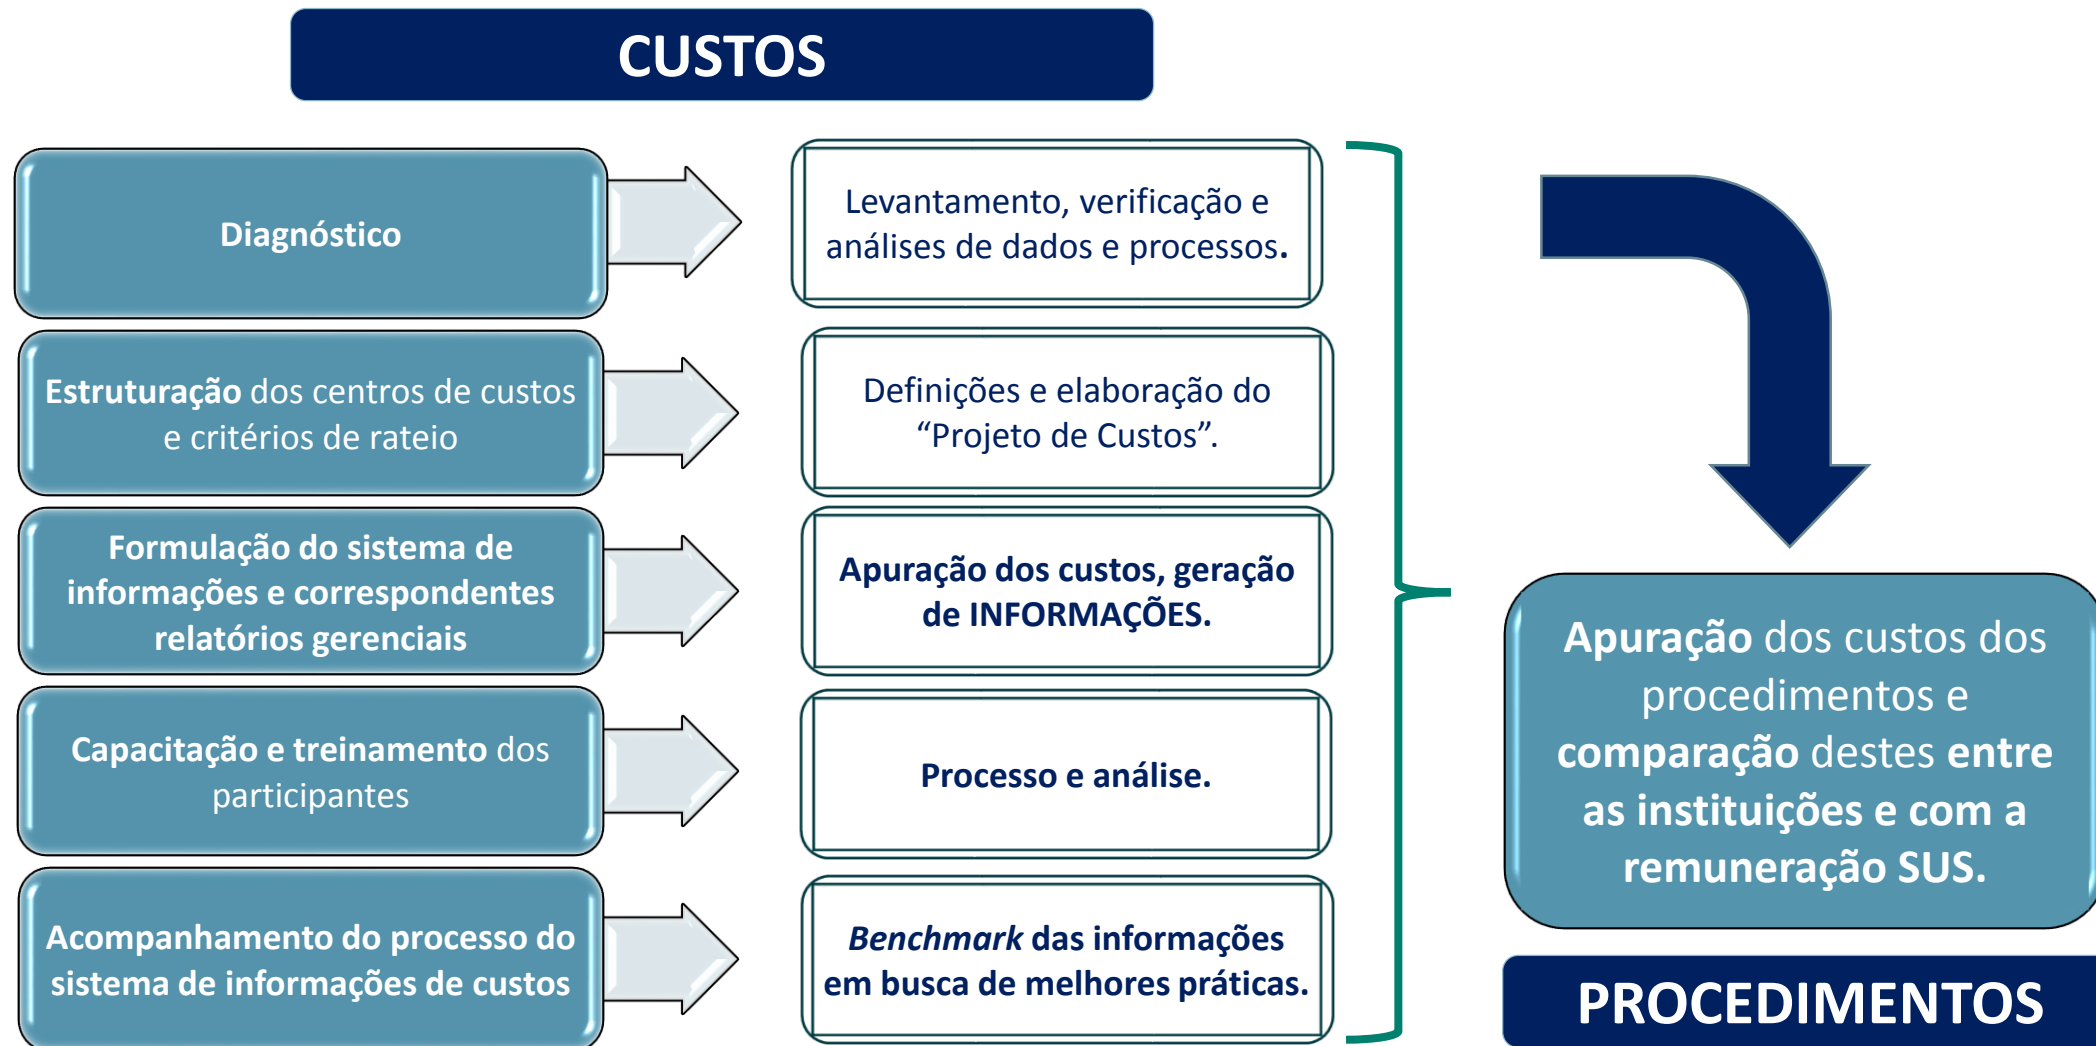 CUSTOS
Diagnóstico
Levantamento, verificação e
análises de dados e processos.
Estruturação dos centros de custos
e critérios de rateio
Definições e elaboração do
“Projeto de Custos”.
Formulação do sistema de
informações e correspondentes
relatórios gerenciais
Apuração dos custos, geração
de INFORMAÇÕES.
Capacitação e treinamento dos
participantes
Processo e análise.
Acompanhamento do processo do
sistema de informações de custos
Benchmark das informações
em busca de melhores práticas.
Apuração dos custos dos
procedimentos e
comparação destes entre
as instituições e com a
remuneração SUS.
PROCEDIMENTOS